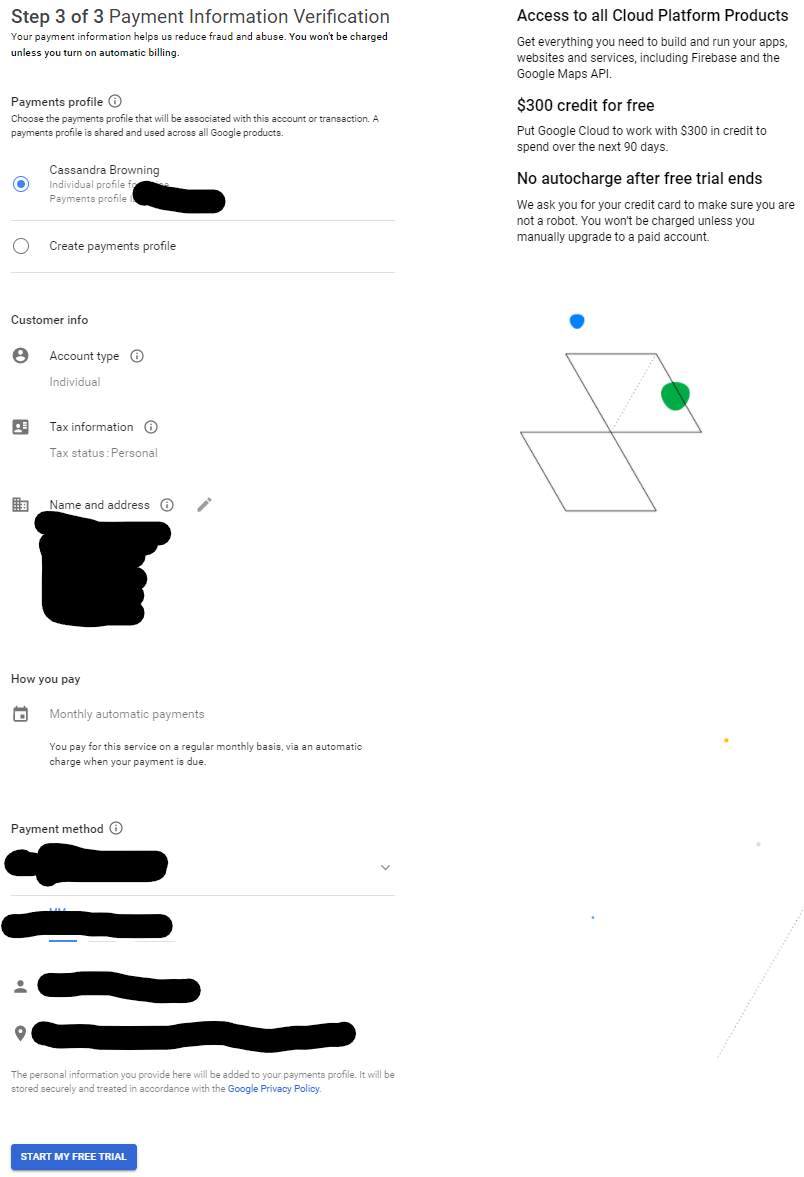 Step 3 of 3 Payment Information Verification
Your payment information helps us reduce fraud and abuse. You won't be charged
unless you turn on automatic billing.
Payments profile
Choose the payments profile that will be associated with this account or transaction. A
payments profile is shared and used across all Google products.
Cassandra Browning
Individual profile
Payments profile
Create payments profile
Customer info
Account type
Individual
Tax information
Tax status: Personal
Name and address
How you pay
Monthly automatic payments
You pay for this service on a regular monthly basis, via an automatic
charge when your payment is due.
Payment method
The personal information you provide here will be added to your payments profile. It will be
stored securely and treated in accordance with the Google Privacy Policy.
START MY FREE TRIAL
Access to all Cloud Platform Products
Get everything you need to build and run your apps,
websites and services, including Firebase and the
Google Maps API.
$300 credit for free
Put Google Cloud to work with $300 in credit to
spend over the next 90 days.
No autocharge after free trial ends
We ask you for your credit card to make sure you are
not a robot. You won't be charged unless you
manually upgrade to a paid account.